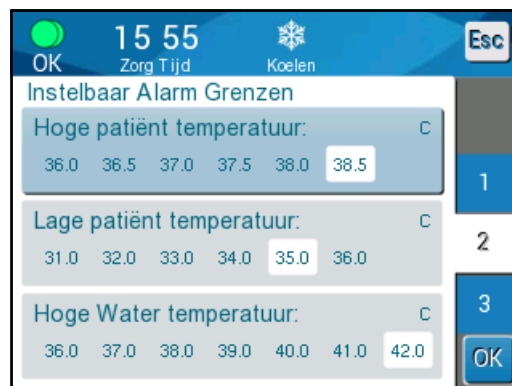 15 55
Esc
OK
Zorg Tijd
Koelen
Instelbaar Alarm Grenzen
Hoge patiënt temperatuur: C
36.0 36.5 37.0 37.5 38.0 38.5
1
Lage patiënt temperatuur: C
2
31.0 32.0 33.0 34.0 35.0 36.0
Hoge Water temperatuur: C
3
36.0 37.0 38.0 39.0 40.0 41.0 42.0
OK